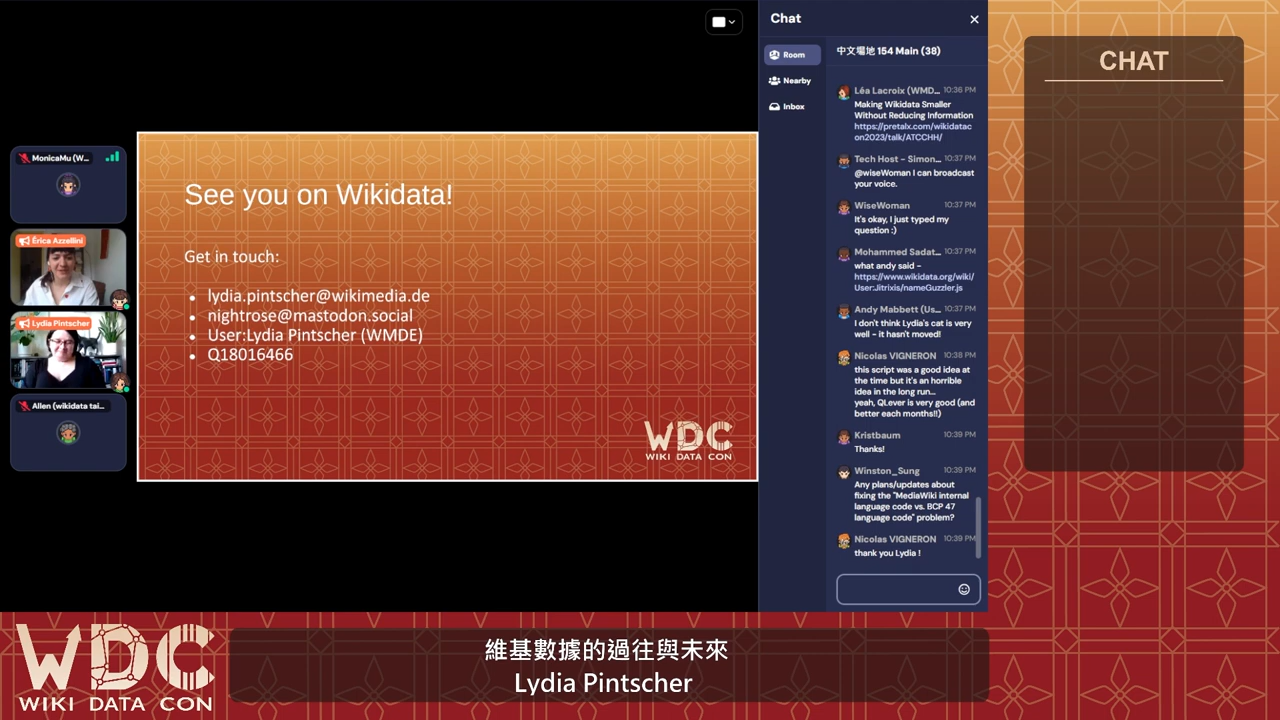 MonicaMu (W...
Érica Azzellini
Lydia Pintscher
Allen (wikidata tai...
See you on Wikidata!
Get in touch:
lydia.pintscher@wikimedia.de
nightrose@mastodon.social
User:Lydia Pintscher (WMDE)
Q18016466
WDC
WIKI DATA CON
Chat
Room
Nearby
Inbox
中文場地 154 Main (38)
Léa Lacroix (WMD... 10:36 PM
Making Wikidata Smaller
Without Reducing Information
https://pretalx.com/wikidatac
on2023/talk/ATCCHH/
Tech Host - Simon... 10:37 PM
@wiseWoman I can broadcast
your voice.
WiseWoman 10:37 PM
It's okay, I just typed my
question :)
Mohammed Sadat... 10:37 PM
what andy said -
https://www.wikidata.org/wiki/
User:Jitrixis/nameGuzzler.js
Andy Mabbett (Us... 10:37 PM
I don't think Lydia's cat is very
well - it hasn't moved!
Nicolas VIGNERON 10:38 PM
this script was a good idea at
the time but it's an horrible
idea in the long run...
yeah, QLever is very good (and
better each months!!)
Kristbaum 10:39 PM
Thanks!
Winston_Sung 10:39 PM
Any plans/updates about
fixing the "MediaWiki internal
language code vs. BCP 47
language code" problem?
Nicolas VIGNERON 10:39 PM
thank you Lydia !
CHAT
WDC
WIKI DATA CON
維基數據的過往與未來
Lydia Pintscher